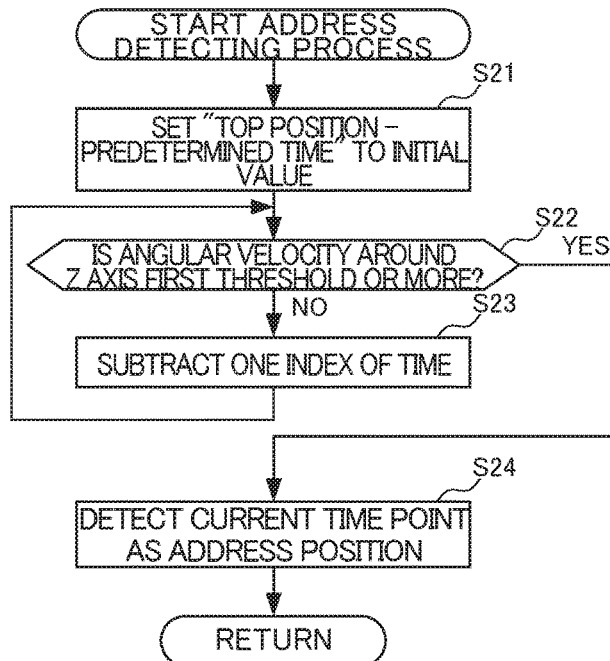 START ADDRESS
DETECTING PROCESS
S21
SET "TOP POSITION -
PREDETERMINED TIME" TO INITIAL
VALUE
S22
IS ANGULAR VELOCITY AROUND
Z AXIS FIRST THRESHOLD OR MORE?
YES
NO
S23
SUBTRACT ONE INDEX OF TIME
S24
DETECT CURRENT TIME POINT
AS ADDRESS POSITION
RETURN